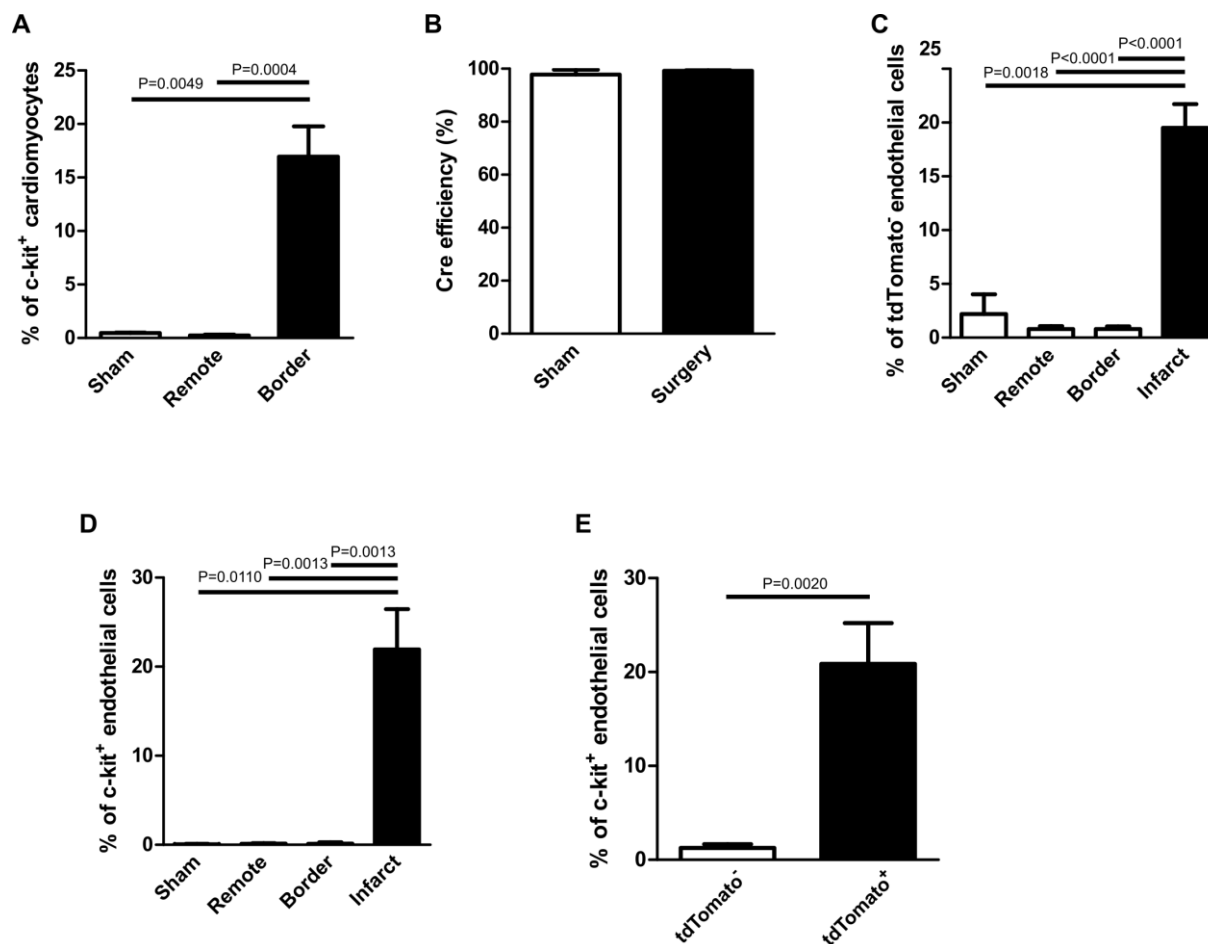 A
% of c-kit⁺ cardiomyocytes
25
20
15
10
5
0
P=0.0004
P=0.0049
Sham
Remote
Border
B
Cre efficiency (%)
100
80
60
40
20
0
Sham
Surgery
C
% of tdTomato⁻ endothelial cells
25
20
15
10
5
0
P<0.0001
P<0.0001
P=0.0018
Sham
Remote
Border
Infarct
D
% of c-kit⁺ endothelial cells
30
20
10
0
P=0.0013
P=0.0013
P=0.0110
Sham
Remote
Border
Infarct
E
% of c-kit⁺ endothelial cells
30
20
10
0
P=0.0020
tdTomato⁻
tdTomato⁺